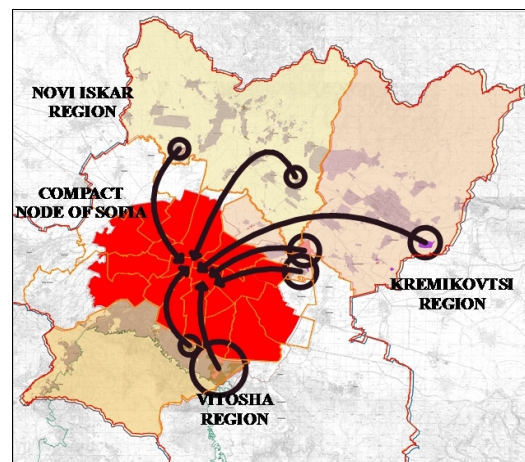 NOVI ISKAR
REGION
COMPACT
NODE OF SOFIA
KREMIKOVTSI
REGION
VITOSHA
REGION